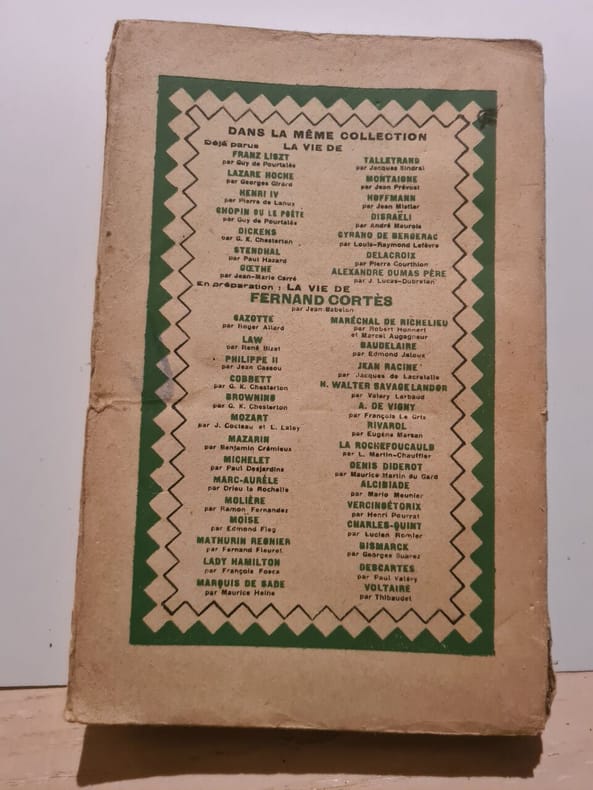 DANS LA MÊME COLLECTION
Déjà parus LA VIE DE
FRANZ LISZT
par Guy de Pourtalès
LAZARE HOCHE
par Georges Girard
HENRI IV
par Pierre de Lanux
CHOPIN OU LE POÈTE
par Guy de Pourtalès
DICKENS
par G. K. Chesterton
STENDHAL
par Paul Hazard
GŒTHE
par Jean-Marie Carré
TALLEYRAND
par Jacques Sindral
MONTAIGNE
par Jean Prévost
HOFFMANN
par Jean Mistler
DISRAËLI
par André Maurois
CYRANO DE BERGERAC
par Louis-Raymond Lefèvre
DELACROIX
par Pierre Courthion
ALEXANDRE DUMAS PÈRE
par J. Lucas-Dubreton
En préparation : LA VIE DE
FERNAND CORTÈS
par Jean Babelon
CAZOTTE
par Roger Allard
LAW
par René Bizet
PHILIPPE II
par Jean Cassou
COBBETT
par G. K. Chesterton
BROWNING
par G. K. Chesterton
MOZART
par J. Cocteau et L. Laloy
MAZARIN
par Benjamin Crémieux
MICHELET
par Paul Desjardins
MARC-AURÈLE
par Drieu la Rochelle
MOLIÈRE
par Ramon Fernandez
MOÏSE
par Edmond Fleg
MATHURIN REGNIER
par Fernand Fleuret
LADY HAMILTON
par François Fosca
MARQUIS DE SADE
par Maurice Heine
MARÉCHAL DE RICHELIEU
par Robert Honnert
et Marcel Augagneur
BAUDELAIRE
par Edmond Jaloux
JEAN RACINE
par Jacques de Lacretelle
H. WALTER SAVAGE LANDOR
par Valery Larbaud
A. DE VIGNY
par François Le Grix
RIVAROL
par Eugène Marsan
LA ROCHEFOUCAULD
par L. Martin-Chauffier
DENIS DIDEROT
par Maurice Martin du Gard
ALCIBIADE
par Mario Meunier
VERCINGÉTORIX
par Henri Pourrat
CHARLES-QUINT
par Lucien Romier
BISMARCK
par Georges Suarez
DESCARTES
par Paul Valéry
VOLTAIRE
par Thibaudet